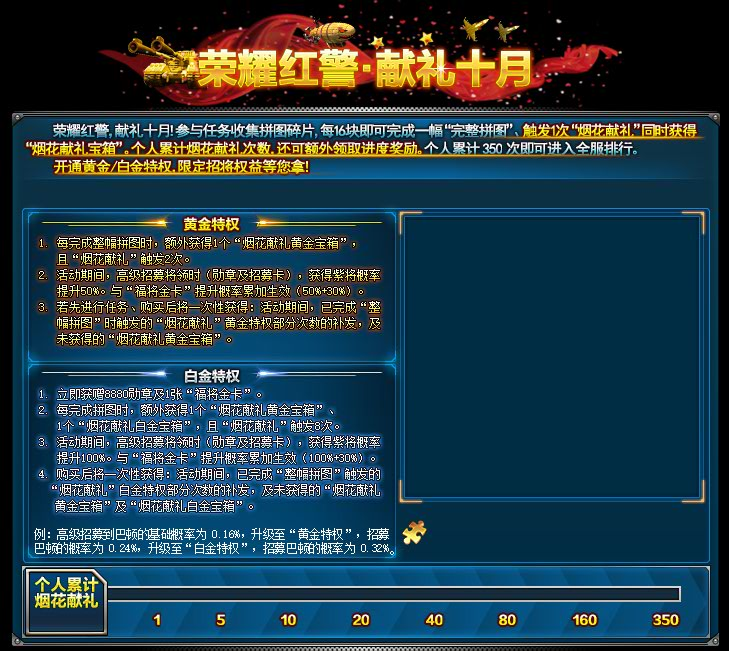 荣耀红警·献礼十月
荣耀红警,献礼十月!参与任务收集拼图碎片,每16块即可完成一幅“完整拼图”、触发1次“烟花献礼”同时获得
“烟花献礼宝箱”。个人累计烟花献礼次数,还可额外领取进度奖励。个人累计 350 次即可进入全服排行。
开通黄金/白金特权,限定招将权益等您拿!
黄金特权
1. 每完成整幅拼图时，额外获得1个“烟花献礼黄金宝箱”，
且“烟花献礼”触发2次。
2. 活动期间，高级招募将领时（勋章及招募卡），获得紫将概率
提升50%。与“福将金卡”提升概率累加生效（50%+30%）。
3. 若先进行任务、购买后将一次性获得：活动期间，已完成“整
幅拼图”时触发的“烟花献礼”黄金特权部分次数的补发，及
未获得的“烟花献礼黄金宝箱”。
白金特权
1. 立即获赠8880勋章及1张“福将金卡”。
2. 每完成拼图时，额外获得1个“烟花献礼黄金宝箱”、
1个“烟花献礼白金宝箱”，且“烟花献礼”触发8次。
3. 活动期间，高级招募将领时（勋章及招募卡），获得紫将概率
提升100%。与“福将金卡”提升概率累加生效（100%+30%）。
4. 购买后将一次性获得：活动期间，已完成“整幅拼图”触发的
“烟花献礼”白金特权部分次数的补发，及未获得的“烟花献礼
黄金宝箱”及“烟花献礼白金宝箱”。
例：高级招募到巴顿的基础概率为 0.16%，升级至“黄金特权”，招募
巴顿的概率为 0.24%，升级至“白金特权”，招募巴顿的概率为 0.32%。
个人累计
烟花献礼
1 5 10 20 40 80 160 350